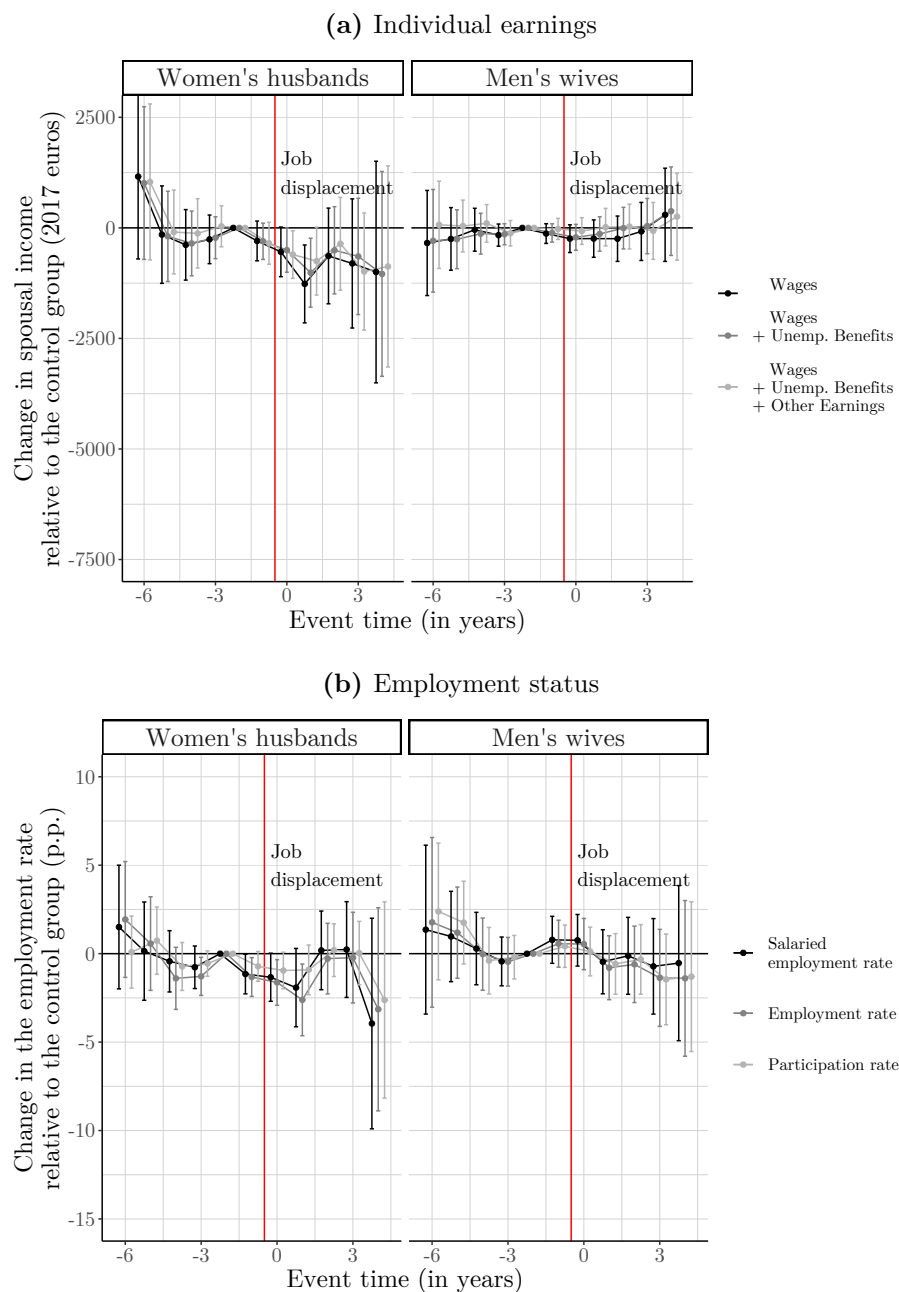 (a) Individual earnings
Women's husbands
Men's wives
Change in spousal income
relative to the control group (2017 euros)
2500
0
-2500
-5000
-7500
Job
displacement
Job
displacement
-6
-3
0
3
-6
-3
0
3
Event time (in years)
Wages
Wages
+ Unemp. Benefits
Wages
+ Unemp. Benefits
+ Other Earnings
(b) Employment status
Women's husbands
Men's wives
Change in the employment rate
relative to the control group (p.p.)
10
5
0
-5
-10
-15
Job
displacement
Job
displacement
-6
-3
0
3
-6
-3
0
3
Event time (in years)
Salaried
employment rate
Employment rate
Participation rate